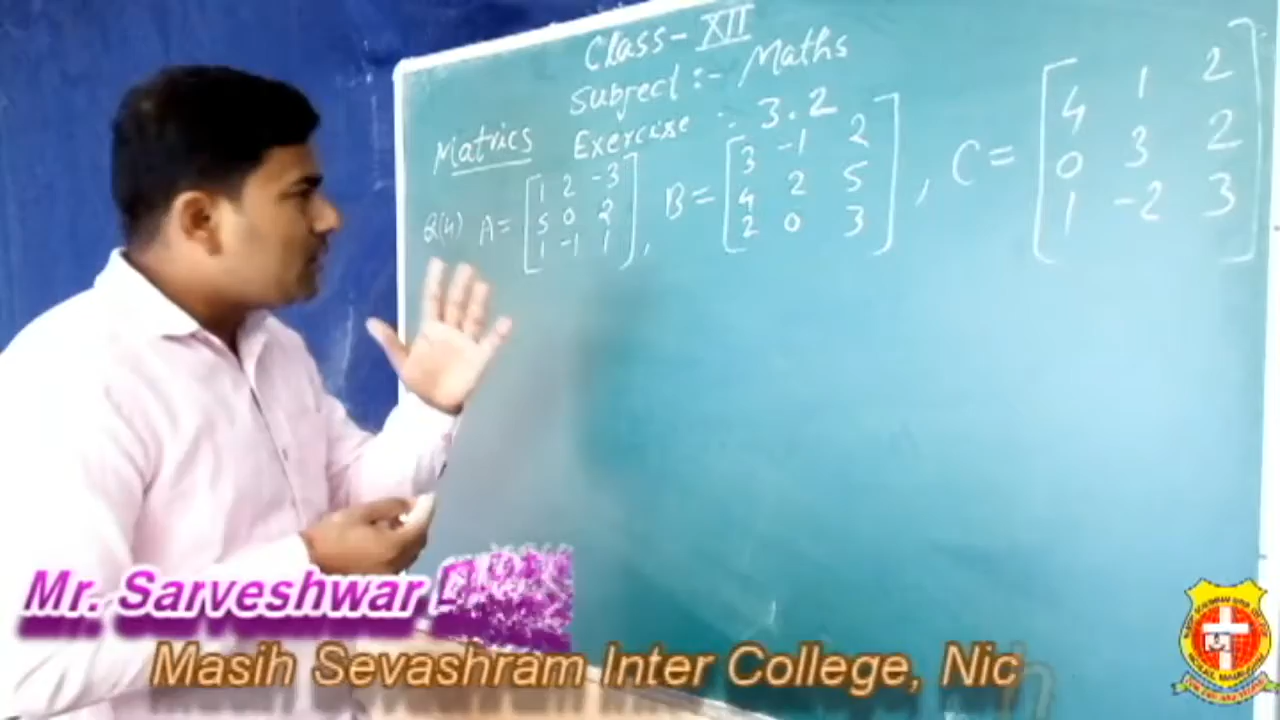 Class- XII
Subject :- Maths
Matrics Exercise : 3.2
Q(4) A = [1 2 -3
5 0 2
1 -1 1],
B = [3 -1 2
4 2 5
2 0 3],
C = [4 1 2
0 3 2
1 -2 3]
Mr. Sarveshwar
Masih Sevashram Inter College, Nic